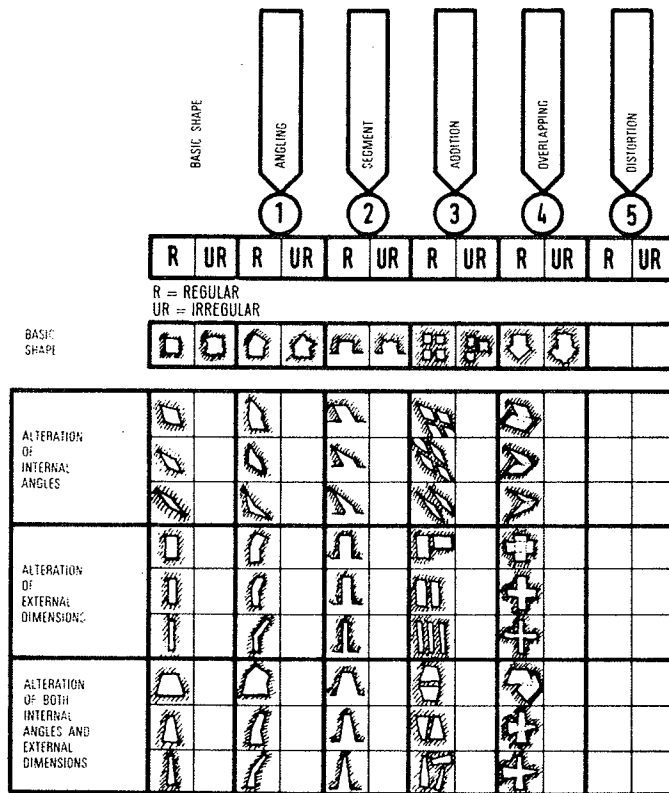 BASIC SHAPE
ANGLING
SEGMENT
ADDITION
OVERLAPPING
DISTORTION
1 2 3 4 5
R UR R UR R UR R UR R UR R UR
R = REGULAR
UR = IRREGULAR
BASIC
SHAPE
ALTERATION
OF
INTERNAL
ANGLES
ALTERATION
OF
EXTERNAL
DIMENSIONS
ALTERATION
OF BOTH
INTERNAL
ANGLES AND
EXTERNAL
DIMENSIONS